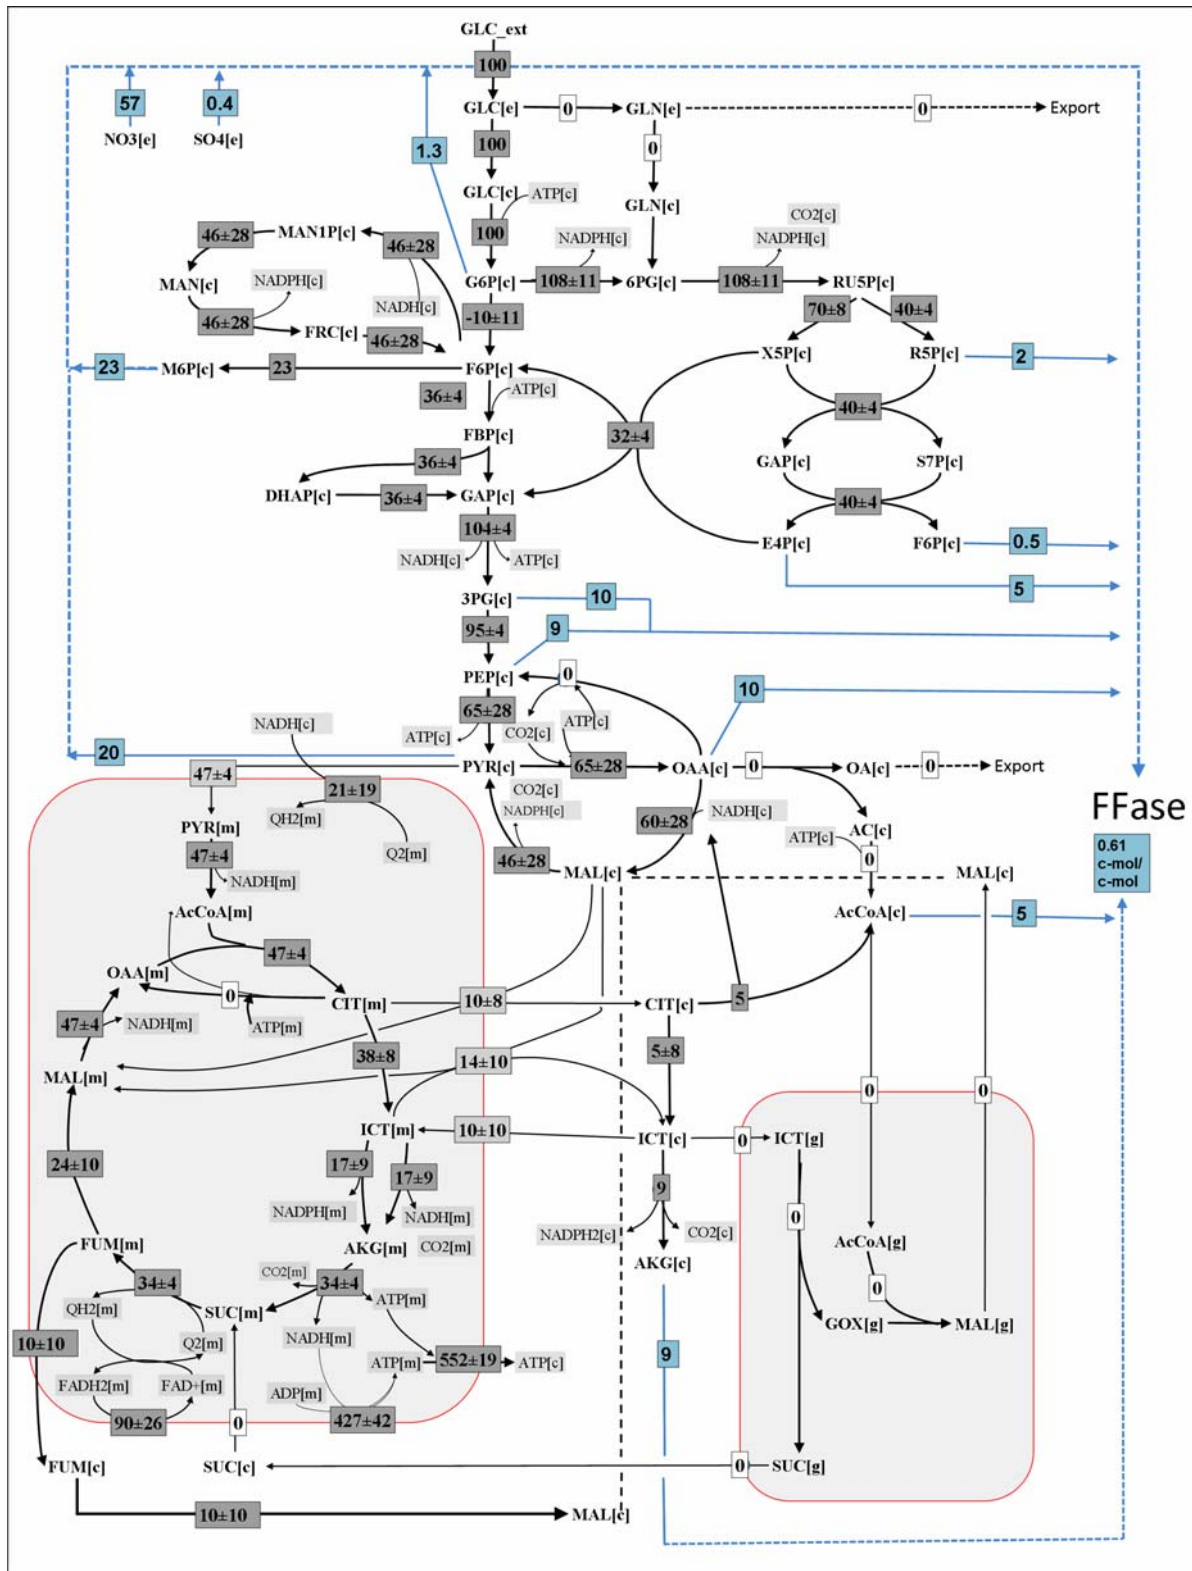 GLC_ext
100
57
0.4
GLC[e]
0
GLN[e]
0
Export
NO3[e]
SO4[e]
100
0
1.3
GLC[c]
ATP[c]
GLN[c]
CO2[c]
46±28
MAN1P[c]
46±28
100
NADPH[c]
NADPH[c]
MAN[c]
NADPH[c]
G6P[c]
108±11
6PG[c]
108±11
RU5P[c]
NADH[c]
46±28
FRC[c]
46±28
-10±11
70±8
40±4
X5P[c]
R5P[c]
2
23
M6P[c]
23
F6P[c]
36±4
ATP[c]
40±4
FBP[c]
32±4
36±4
GAP[c]
S7P[c]
DHAP[c]
36±4
GAP[c]
40±4
104±4
NADH[c]
ATP[c]
E4P[c]
F6P[c]
0.5
5
3PG[c]
10
95±4
9
PEP[c]
0
10
65±28
NADH[c]
ATP[c]
CO2[c]
ATP[c]
20
47±4
PYR[c]
65±28
OAA[c]
0
OA[c]
0
Export
21±19
CO2[c]
NADPH[c]
60±28
NADH[c]
FFase
QH2[m]
PYR[m]
Q2[m]
47±4
46±28
ATP[c]
AC[c]
0
0.61
c-mol/
c-mol
NADH[m]
MAL[c]
MAL[c]
AcCoA[m]
AcCoA[c]
5
47±4
OAA[m]
0
CIT[m]
10±8
CIT[c]
5
47±4
NADH[m]
ATP[m]
38±8
14±10
5±8
MAL[m]
0
0
ICT[m]
10±10
ICT[c]
0
ICT[g]
24±10
17±9
17±9
9
NADPH[m]
NADH[m]
0
FUM[m]
AKG[m]
CO2[m]
NADPH2[c]
CO2[c]
AcCoA[g]
AKG[c]
34±4
CO2[m]
34±4
0
QH2[m]
SUC[m]
ATP[m]
GOX[g]
MAL[g]
10±10
Q2[m]
NADH[m]
9
ATP[m]
552±19
ATP[c]
FADH2[m]
FAD+[m]
ADP[m]
90±26
0
427±42
FUM[c]
SUC[c]
0
SUC[g]
10±10
MAL[c]